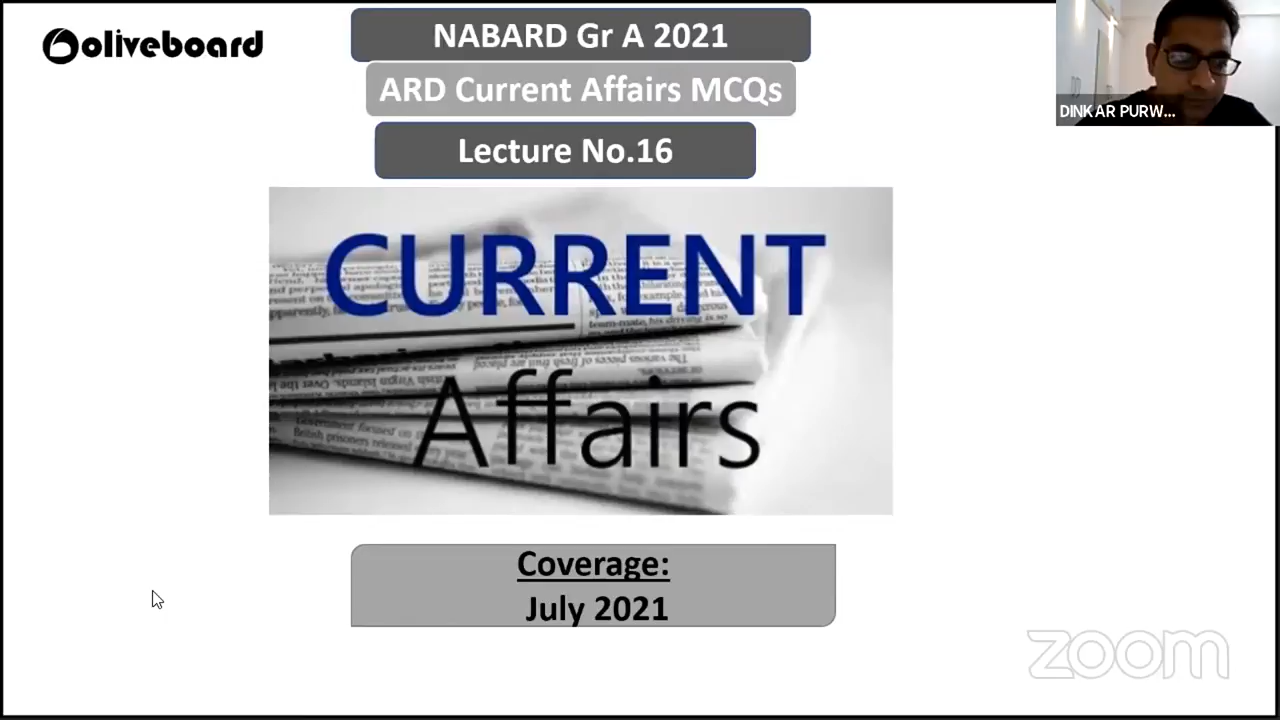 oliveboard
NABARD Gr A 2021
ARD Current Affairs MCQs
Lecture No.16
DINKAR PURW...
CURRENT
Affairs
Coverage:
July 2021
zoom